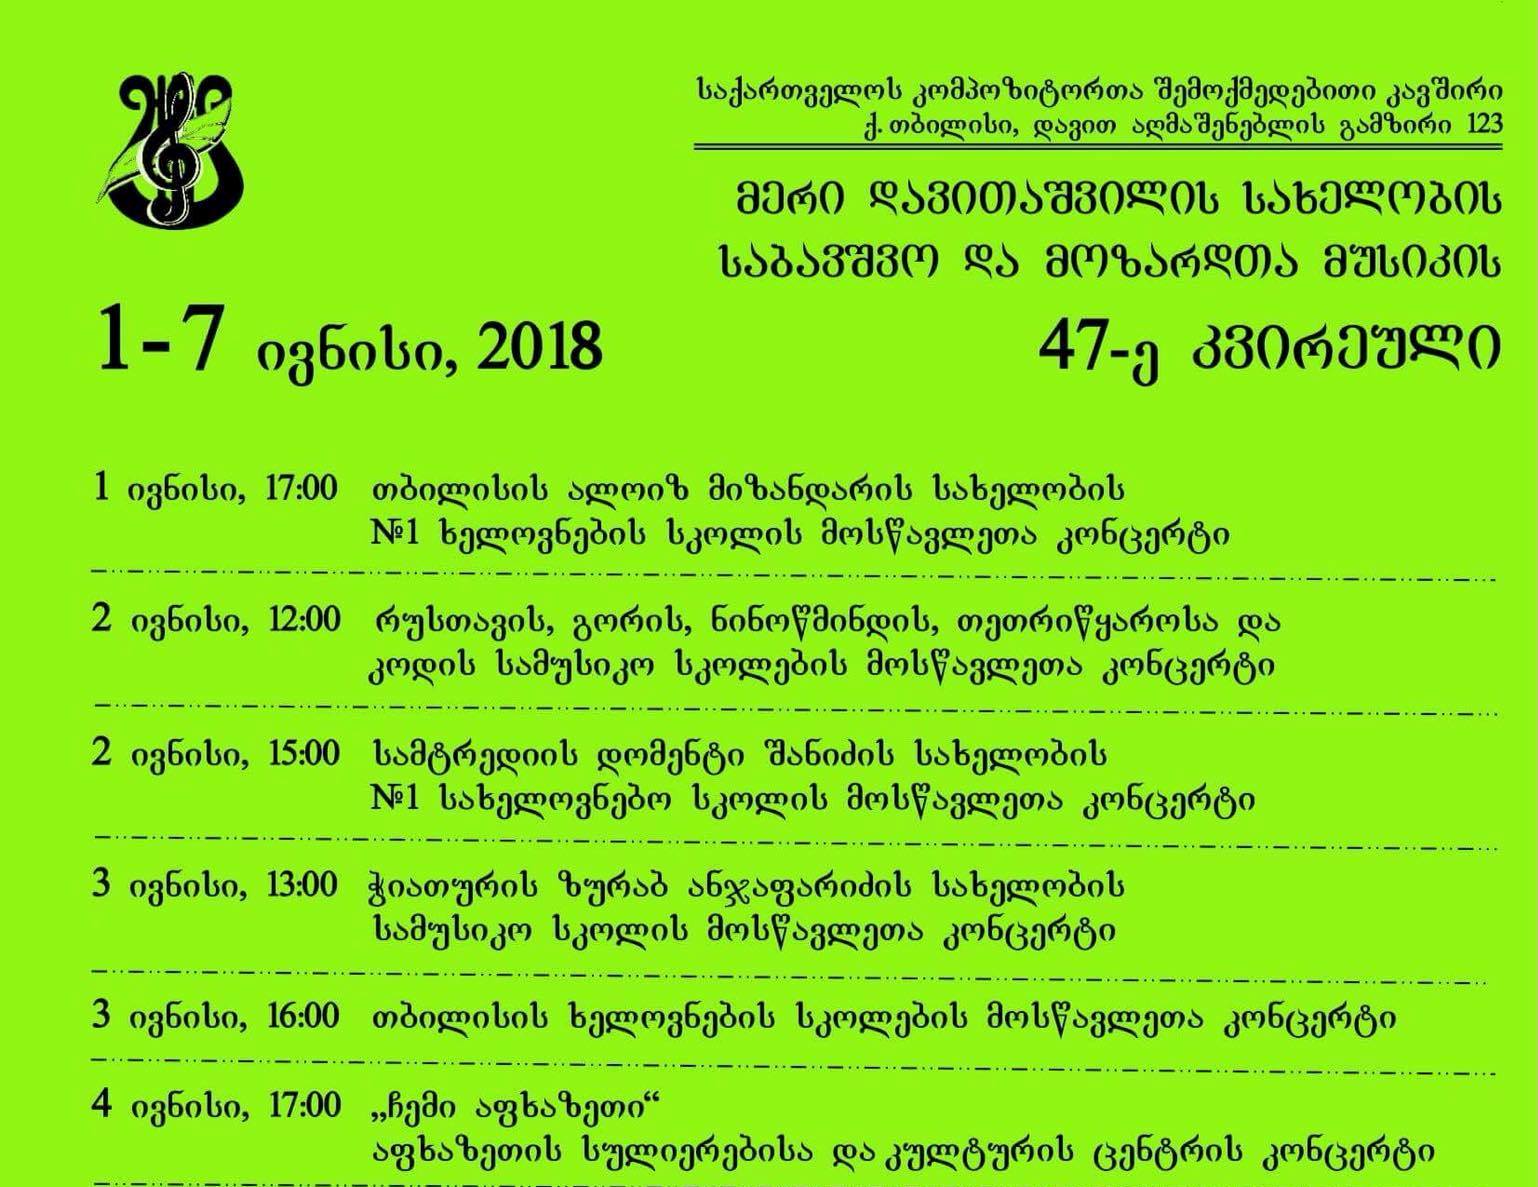 საქართველოს კომპოზიტორთა შემოქმედებითი კავშირი
ქ. თბილისი, დავით აღმაშენებლის გამზირი 123
მერი დავითაშვილის სახელობის
საბავშვო და მოზარდთა მუსიკის
1-7 ივნისი, 2018
47-ე კვირეული
1 ივნისი, 17:00 თბილისის ალოიზ მიზანდარის სახელობის
№1 ხელოვნების სკოლის მოსწავლეთა კონცერტი
2 ივნისი, 12:00 რუსთავის, გორის, ნინოწმინდის, თეთრიწყაროსა და
კოდის სამუსიკო სკოლების მოსწავლეთა კონცერტი
2 ივნისი, 15:00 სამტრედიის დომენტი შანიძის სახელობის
№1 სახელოვნებო სკოლის მოსწავლეთა კონცერტი
3 ივნისი, 13:00 ჭიათურის ზურაბ ანჯაფარიძის სახელობის
სამუსიკო სკოლის მოსწავლეთა კონცერტი
3 ივნისი, 16:00 თბილისის ხელოვნების სკოლების მოსწავლეთა კონცერტი
4 ივნისი, 17:00 „ჩემი აფხაზეთი“
აფხაზეთის სულიერებისა და კულტურის ცენტრის კონცერტი